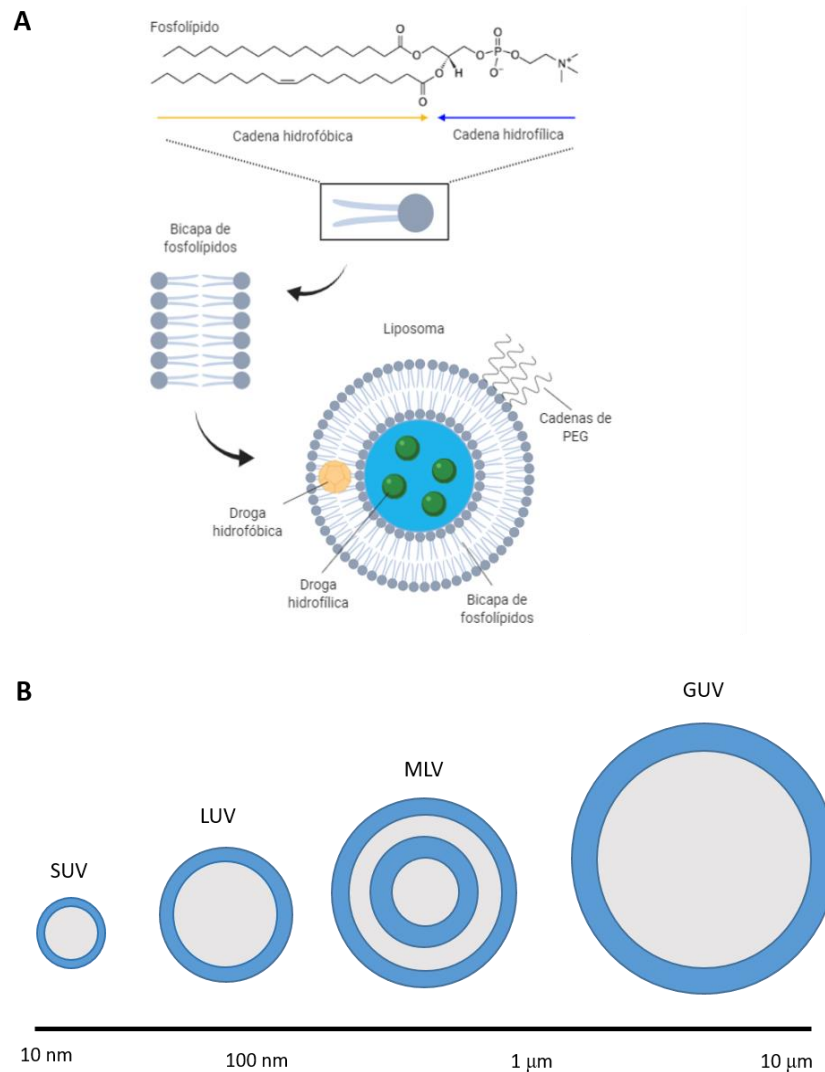 A
Fosfolípido
O
O
O
O
P
O
O⁻
N⁺
O
H
O
Cadena hidrofóbica
Cadena hidrofílica
Bicapa de
fosfolípidos
Liposoma
Cadenas de
PEG
Droga
hidrofóbica
Droga
hidrofílica
Bicapa de
fosfolípidos
B
GUV
MLV
LUV
SUV
10 nm
100 nm
1 μm
10 μm